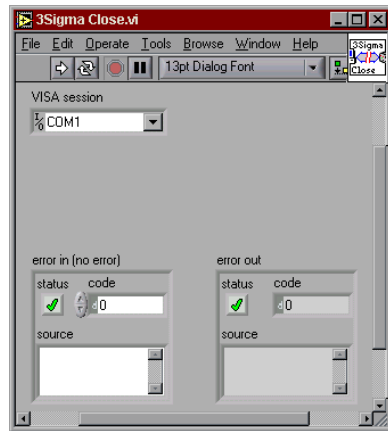 3Sigma Close.vi
File Edit Operate Tools Browse Window Help
3Sigma
Close
13pt Dialog Font
VISA session
I/O COM1
error in (no error)
error out
status code
status code
d 0
d 0
source
source